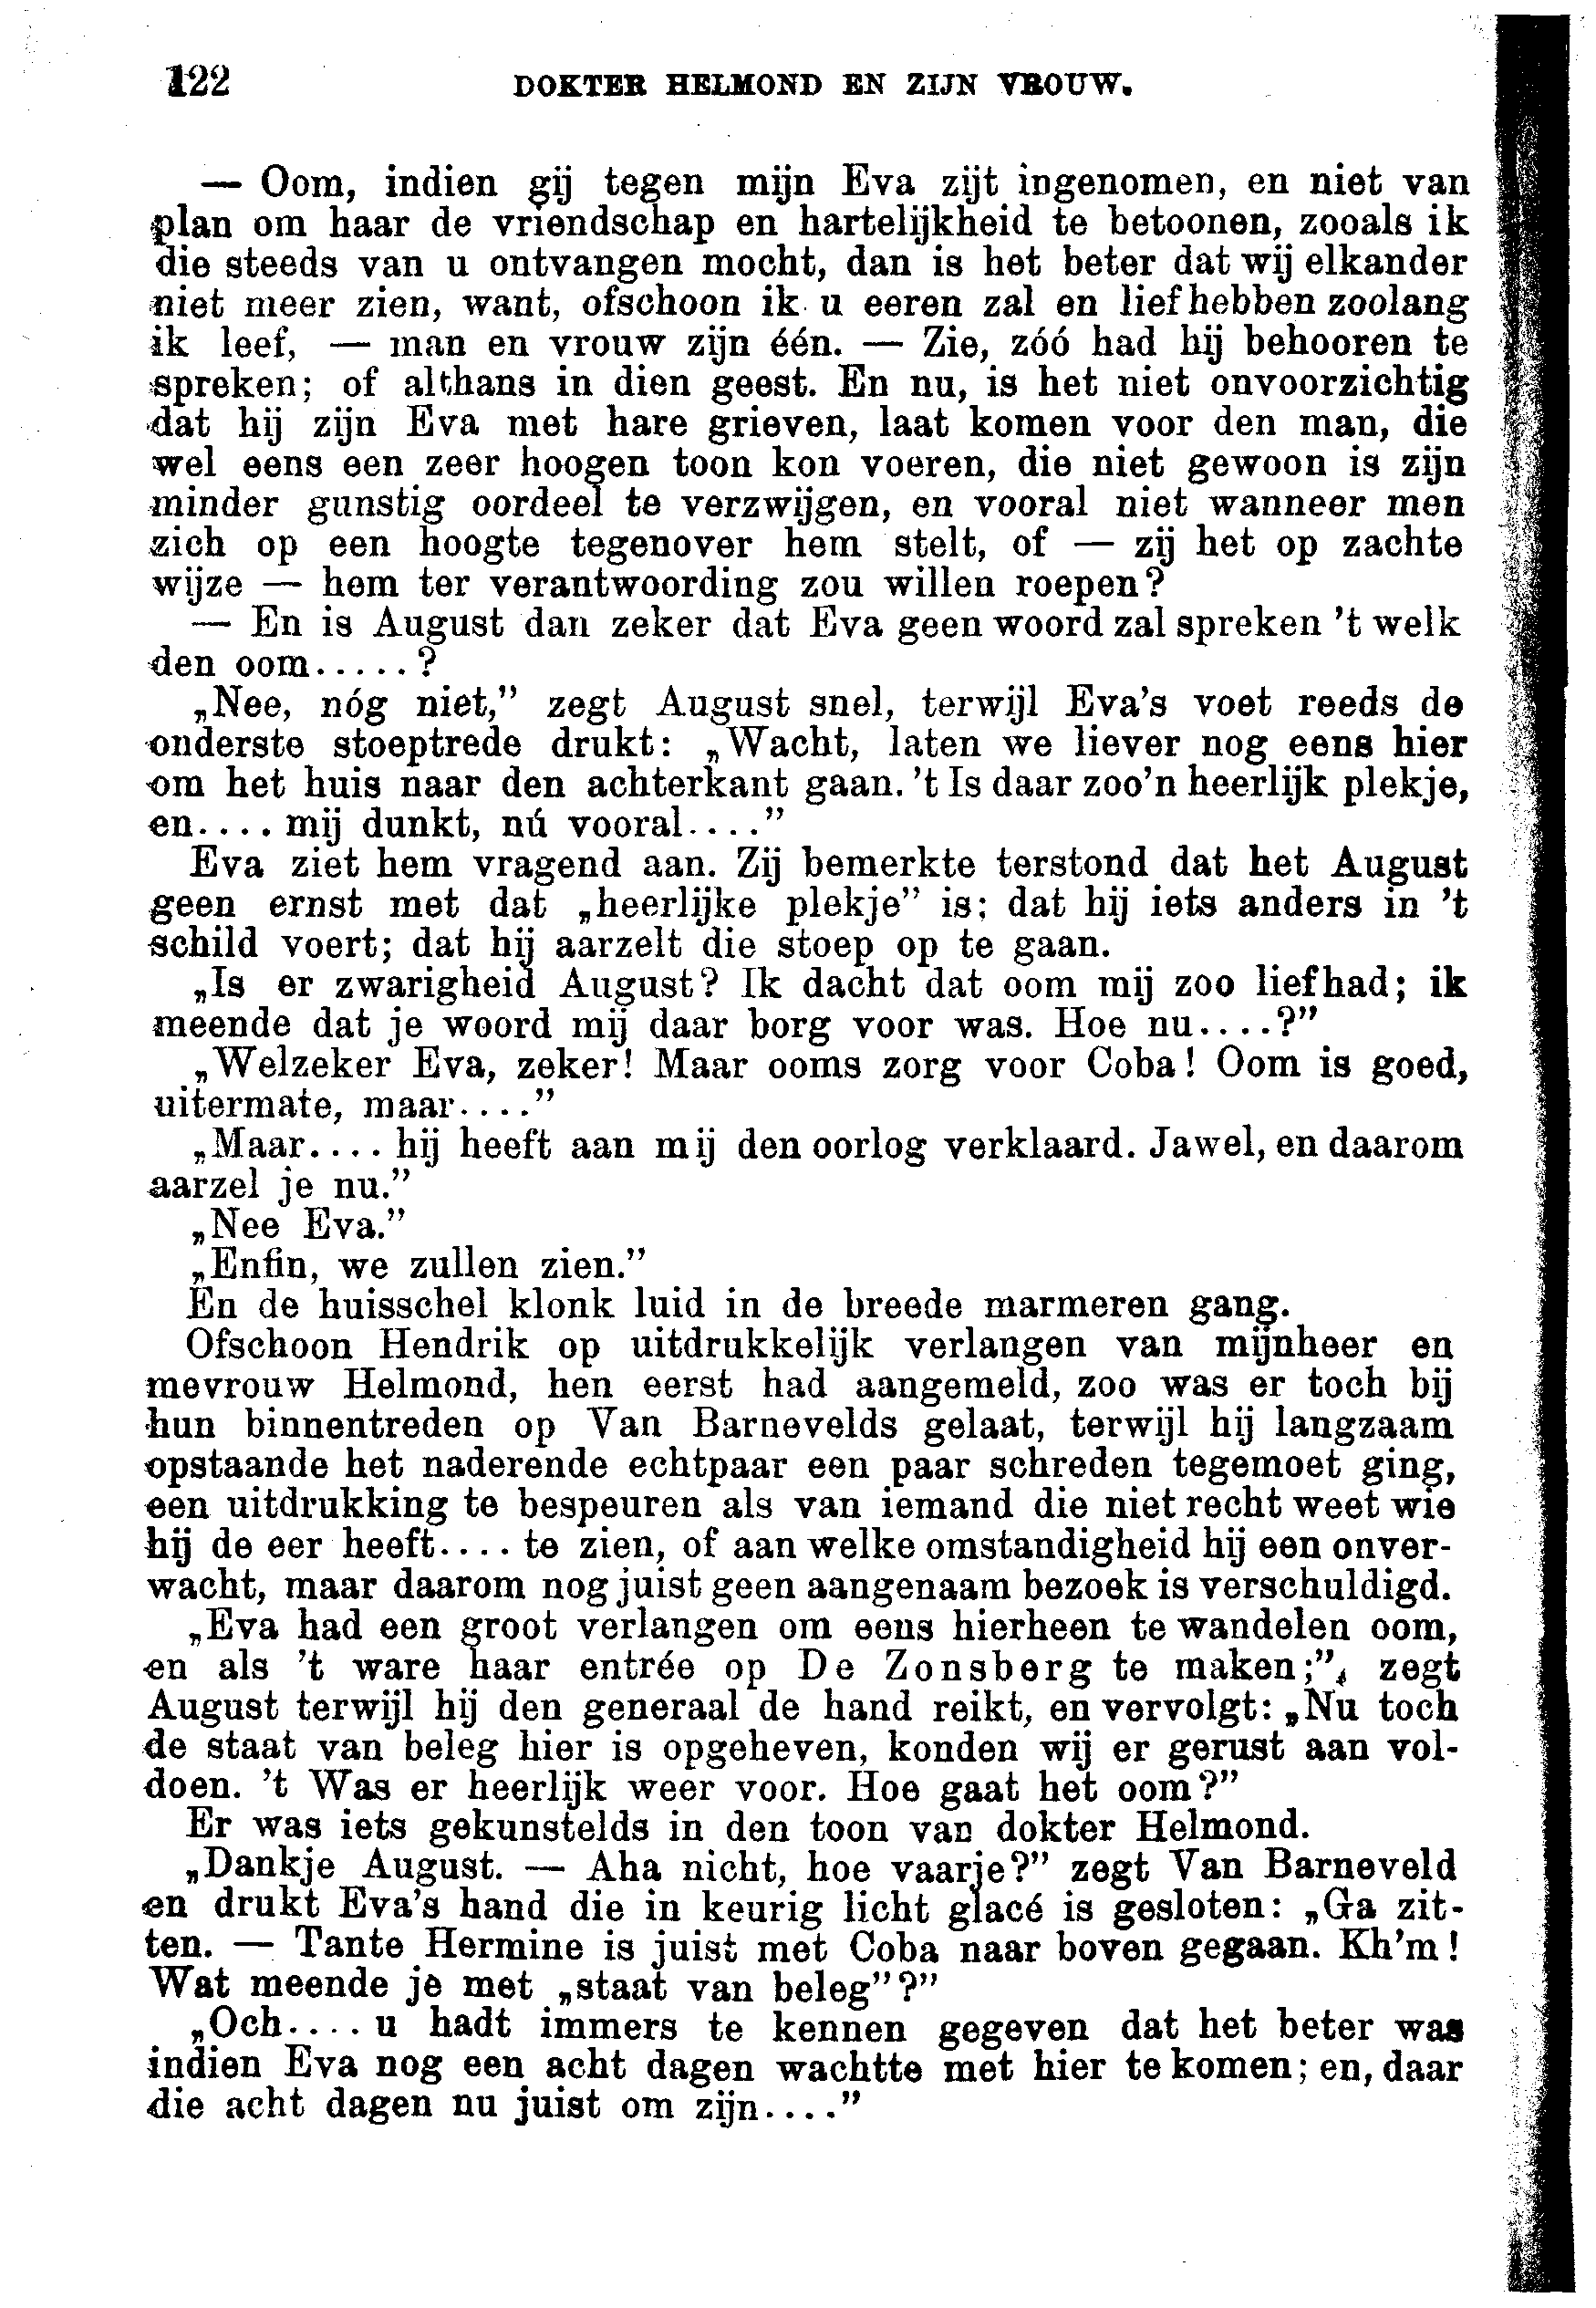 122 DOKTER HELMOND EN ZIJN VROUW.
— Oom, indien gij tegen mijn Eva zijt ingenomen, en niet van
plan om haar de vriendschap en hartelijkheid te betoonen, zooals ik
die steeds van u ontvangen mocht, dan is het beter dat wij elkander
niet meer zien, want, ofschoon ik u eeren zal en liefhebben zoolang
ik leef, — man en vrouw zijn één. — Zie, zóó had hij behooren te
spreken; of althans in dien geest. En nu, is het niet onvoorzichtig
dat hij zijn Eva met hare grieven, laat komen voor den man, die
wel eens een zeer hoogen toon kon voeren, die niet gewoon is zijn
minder gunstig oordeel te verzwijgen, en vooral niet wanneer men
zich op een hoogte tegenover hem stelt, of — zij het op zachte
wijze — hem ter verantwoording zou willen roepen?
— En is August dan zeker dat Eva geen woord zal spreken 't welk
den oom.....?
„Nee, nóg niet,” zegt August snel, terwijl Eva's voet reeds de
onderste stoeptrede drukt: „Wacht, laten we liever nog eens hier
om het huis naar den achterkant gaan. 't Is daar zoo'n heerlijk plekje,
en.... mij dunkt, nú vooral....”
Eva ziet hem vragend aan. Zij bemerkte terstond dat het August
geen ernst met dat „heerlijke plekje” is; dat hij iets anders in 't
schild voert; dat hij aarzelt die stoep op te gaan.
„Is er zwarigheid August? Ik dacht dat oom mij zoo liefhad; ik
meende dat je woord mij daar borg voor was. Hoe nu....?”
„Welzeker Eva, zeker! Maar ooms zorg voor Coba! Oom is goed,
uitermate, maar....”
„Maar.... hij heeft aan mij den oorlog verklaard. Jawel, en daarom
aarzel je nu.”
„Nee Eva.”
„Enfin, we zullen zien.”
En de huisschel klonk luid in de breede marmeren gang.
Ofschoon Hendrik op uitdrukkelijk verlangen van mijnheer en
mevrouw Helmond, hen eerst had aangemeld, zoo was er toch bij
hun binnentreden op Van Barnevelds gelaat, terwijl hij langzaam
opstaande het naderende echtpaar een paar schreden tegemoet ging,
een uitdrukking te bespeuren als van iemand die niet recht weet wie
hij de eer heeft.... te zien, of aan welke omstandigheid hij een onver-
wacht, maar daarom nog juist geen aangenaam bezoek is verschuldigd.
„Eva had een groot verlangen om eens hierheen te wandelen oom,
en als 't ware haar entrée op De Zonsberg te maken;”, zegt
August terwijl hij den generaal de hand reikt, en vervolgt: „Nu toch
de staat van beleg hier is opgeheven, konden wij er gerust aan vol-
doen. 't Was er heerlijk weer voor. Hoe gaat het oom?”
Er was iets gekunstelds in den toon van dokter Helmond.
„Dankje August. — Aha nicht, hoe vaarje?” zegt Van Barneveld
en drukt Eva's hand die in keurig licht glacé is gesloten: „Ga zit-
ten. — Tante Hermine is juist met Coba naar boven gegaan. Kh'm!
Wat meende je met „staat van beleg”?”
„Och.... u hadt immers te kennen gegeven dat het beter was
indien Eva nog een acht dagen wachtte met hier te komen; en, daar
die acht dagen nu juist om zijn....”